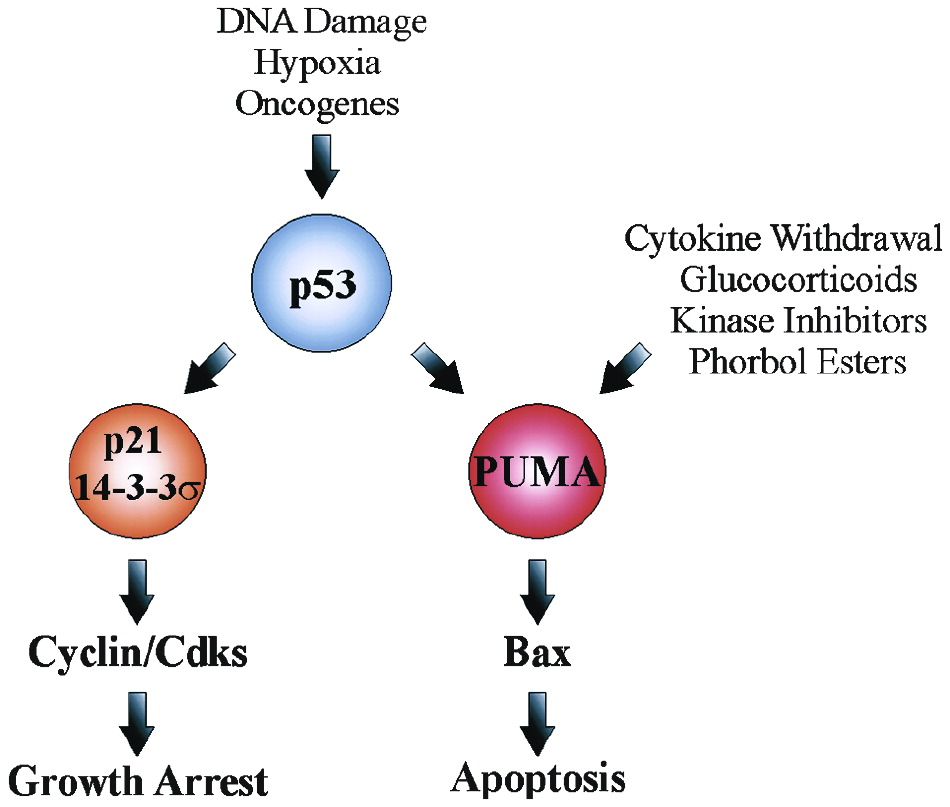 DNA Damage
Hypoxia
Oncogenes
p53
Cytokine Withdrawal
Glucocorticoids
Kinase Inhibitors
Phorbol Esters
p21
14-3-3σ
PUMA
Cyclin/Cdks
Bax
Growth Arrest
Apoptosis